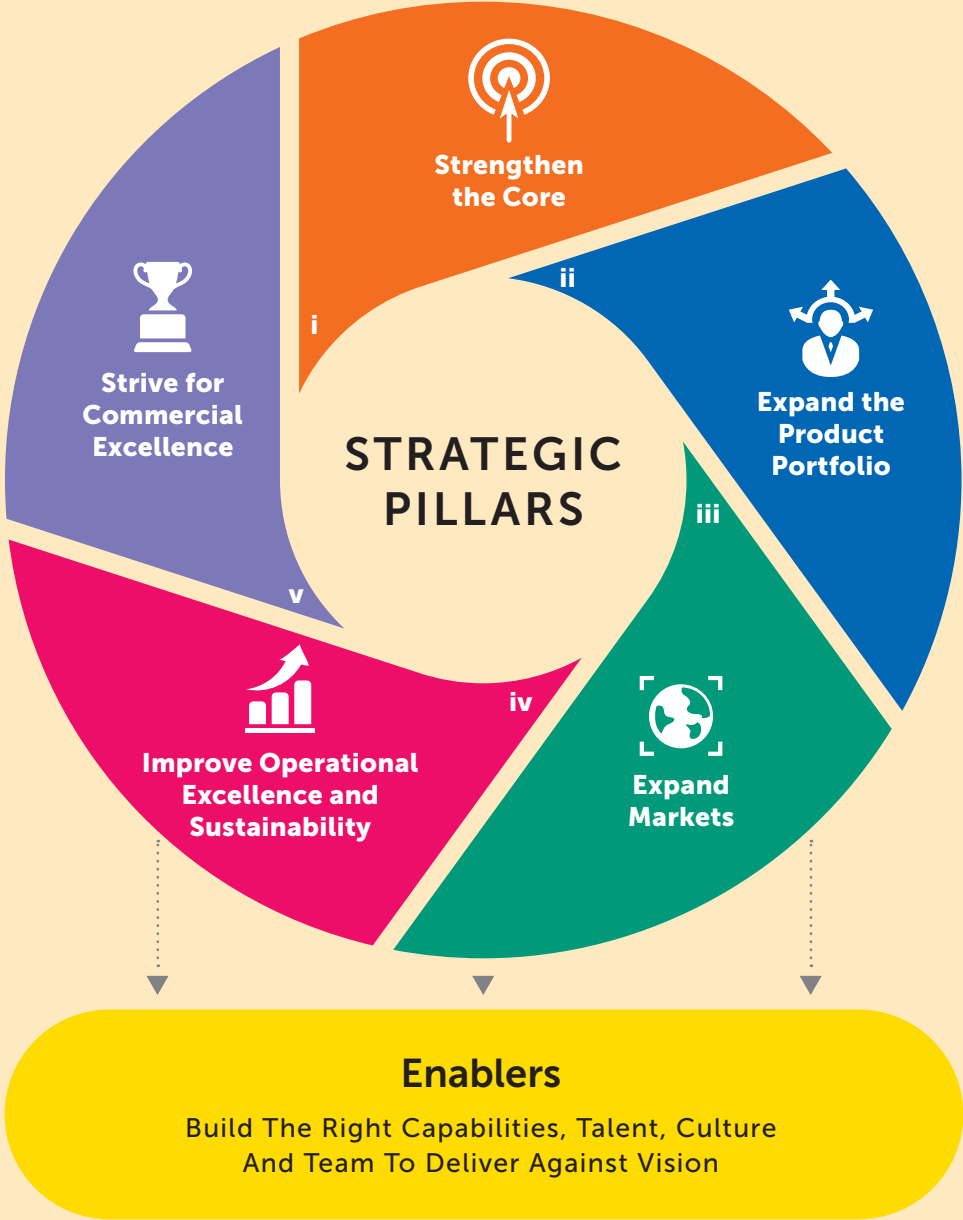 STRATEGIC
PILLARS
i
Strengthen
the Core
ii
Expand the
Product
Portfolio
iii
Expand
Markets
iv
Improve Operational
Excellence and
Sustainability
v
Strive for
Commercial
Excellence
Enablers
Build The Right Capabilities, Talent, Culture
And Team To Deliver Against Vision